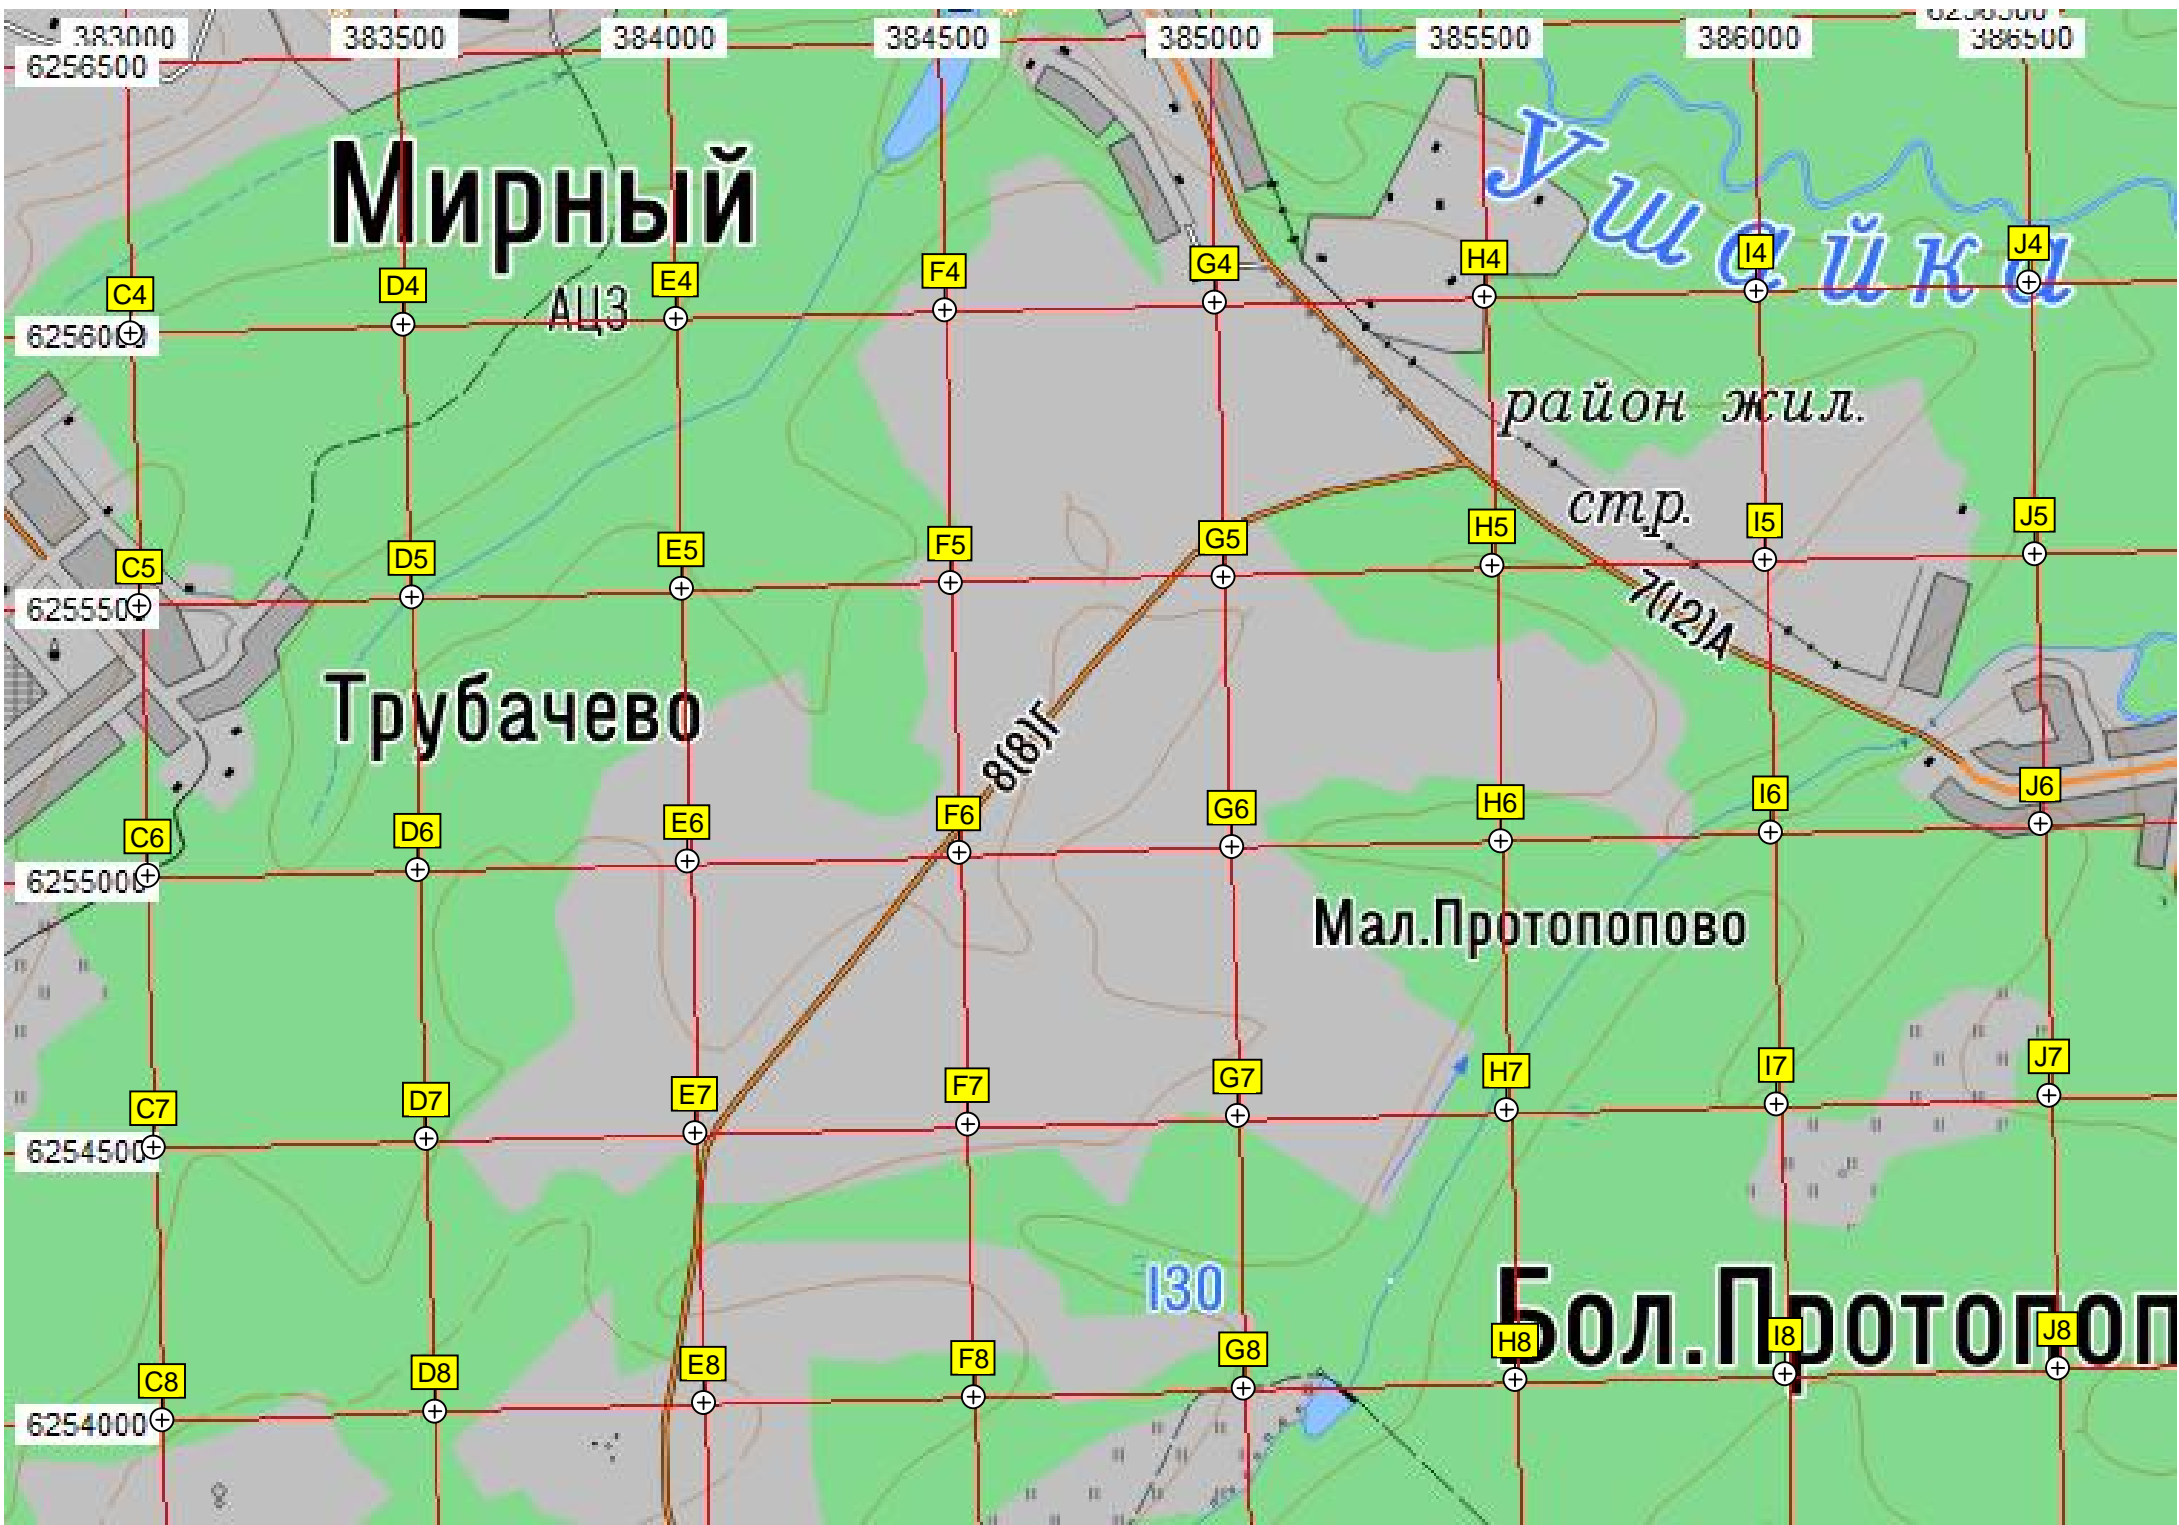 383000 383500 384000 384500 385000 385500 386000 386500
6256500
Мирный
Ушайка
C4 D4 E4 F4 G4 H4 I4 J4
АЦЗ
6256000
район жил.
стр.
C5 D5 E5 F5 G5 H5 I5 J5
6255500
7(12)А
Трубачево
8(8)Г
C6 D6 E6 F6 G6 H6 I6 J6
6255000
Мал.Протопопово
C7 D7 E7 F7 G7 H7 I7 J7
6254500
130
Бол.Протопоп
C8 D8 E8 F8 G8 H8 I8 J8
6254000